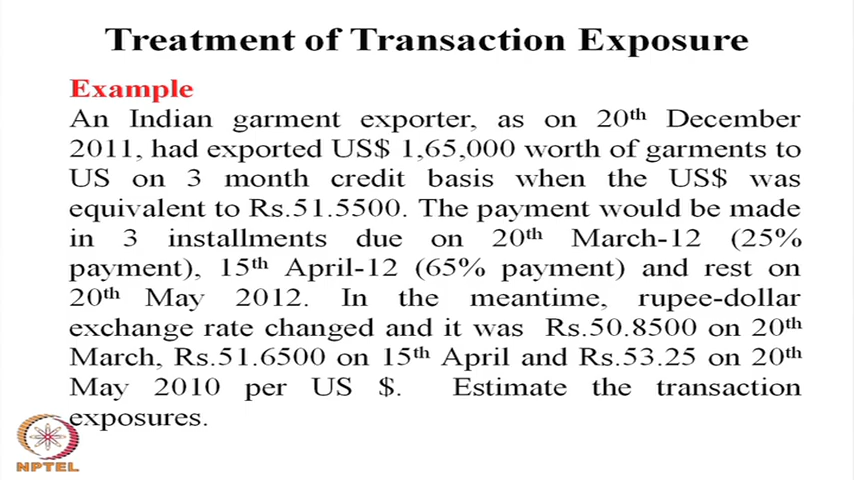 Treatment of Transaction Exposure
Example
An Indian garment exporter, as on 20th December
2011, had exported US$ 1,65,000 worth of garments to
US on 3 month credit basis when the US$ was
equivalent to Rs.51.5500. The payment would be made
in 3 installments due on 20th March-12 (25%
payment), 15th April-12 (65% payment) and rest on
20th May 2012. In the meantime, rupee-dollar
exchange rate changed and it was Rs.50.8500 on 20th
March, Rs.51.6500 on 15th April and Rs.53.25 on 20th
May 2010 per US $. Estimate the transaction
exposures.
NPTEL